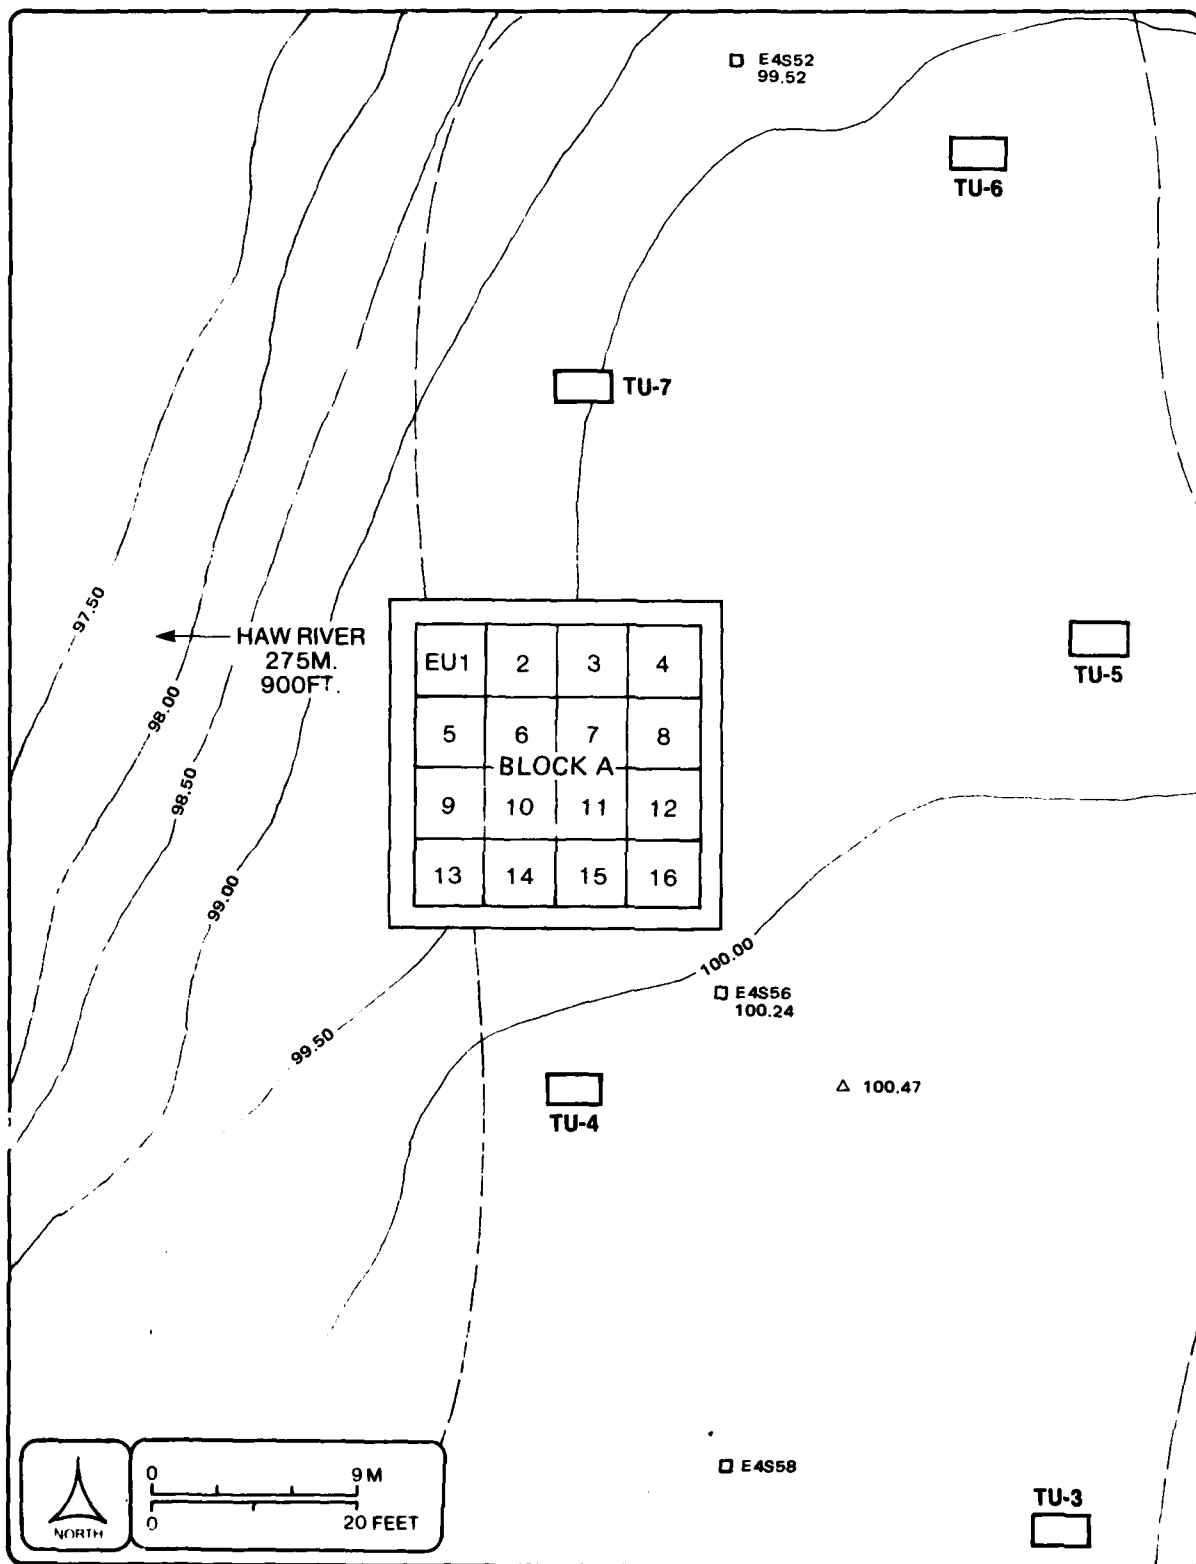 E4S52
99.52
TU-6
TU-7
97.50
HAW RIVER
275M.
900FT.
98.00
98.50
99.00
EU1 2 3 4
5 6 7 8
BLOCK A
9 10 11 12
13 14 15 16
TU-5
100.00
E4S56
100.24
99.50
TU-4
100.47
E4S58
TU-3
NORTH
0 9 M
0 20 FEET